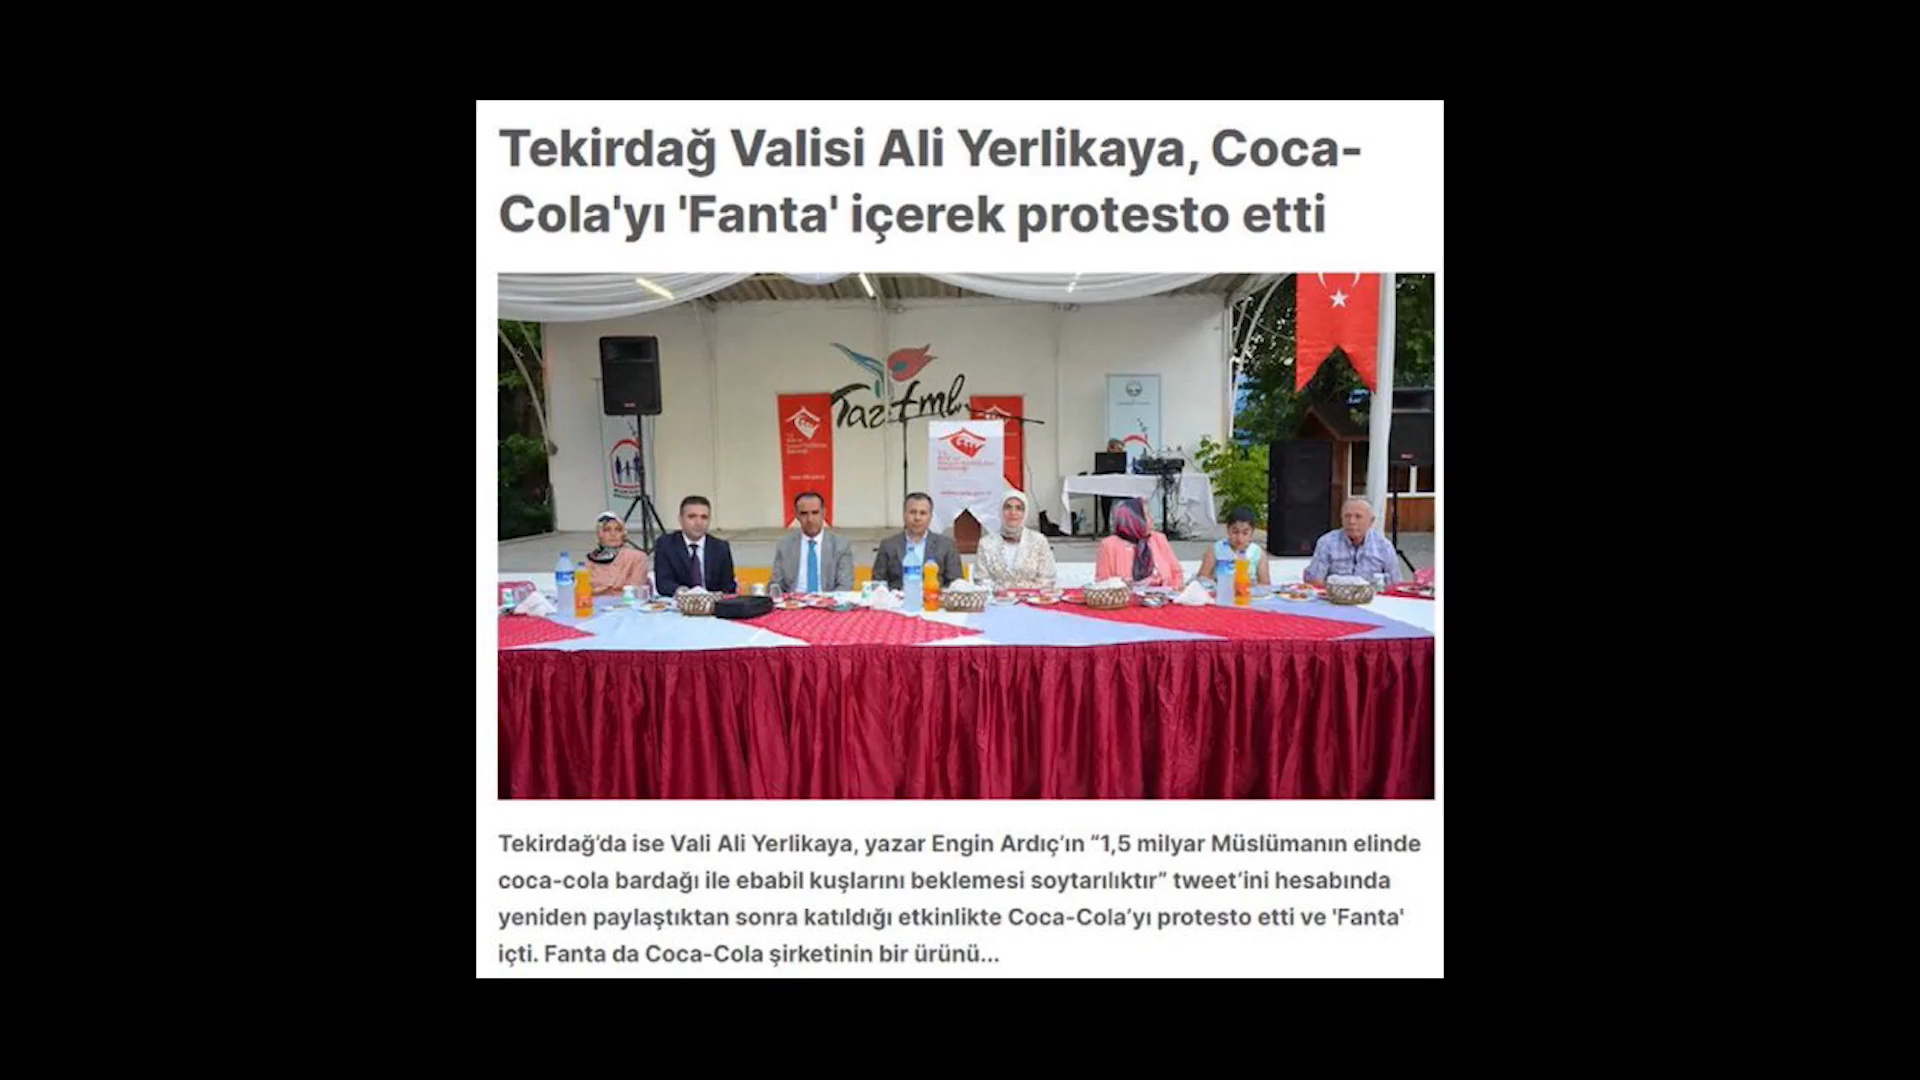 Tekirdağ Valisi Ali Yerlikaya, Coca-
Cola'yı 'Fanta' içerek protesto etti
Tekirdağ’da ise Vali Ali Yerlikaya, yazar Engin Ardıç’ın “1,5 milyar Müslümanın elinde
coca-cola bardağı ile ebabil kuşlarını beklemesi soytarılıktır” tweet’ini hesabında
yeniden paylaştıktan sonra katıldığı etkinlikte Coca-Cola’yı protesto etti ve 'Fanta'
içti. Fanta da Coca-Cola şirketinin bir ürünü...